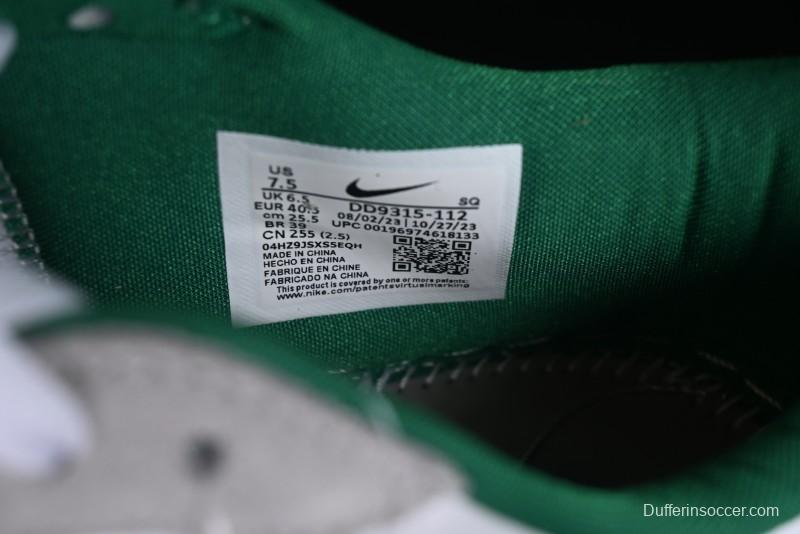 US
7.5
UK 6.5
EUR 40.5
cm 25.5
BR 39
CN 255 (2.5)
SQ
DD9315-112
08/02/23 | 10/27/23
UPC 00196974618133
04HZ9JSXSSEQH
MADE IN CHINA
HECHO EN CHINA
FABRIQUE EN CHINE
FABRICADO NA CHINA
This product is covered by one or more patents:
www.nike.com/patentsvirtualmarking
Dufferinsoccer.com